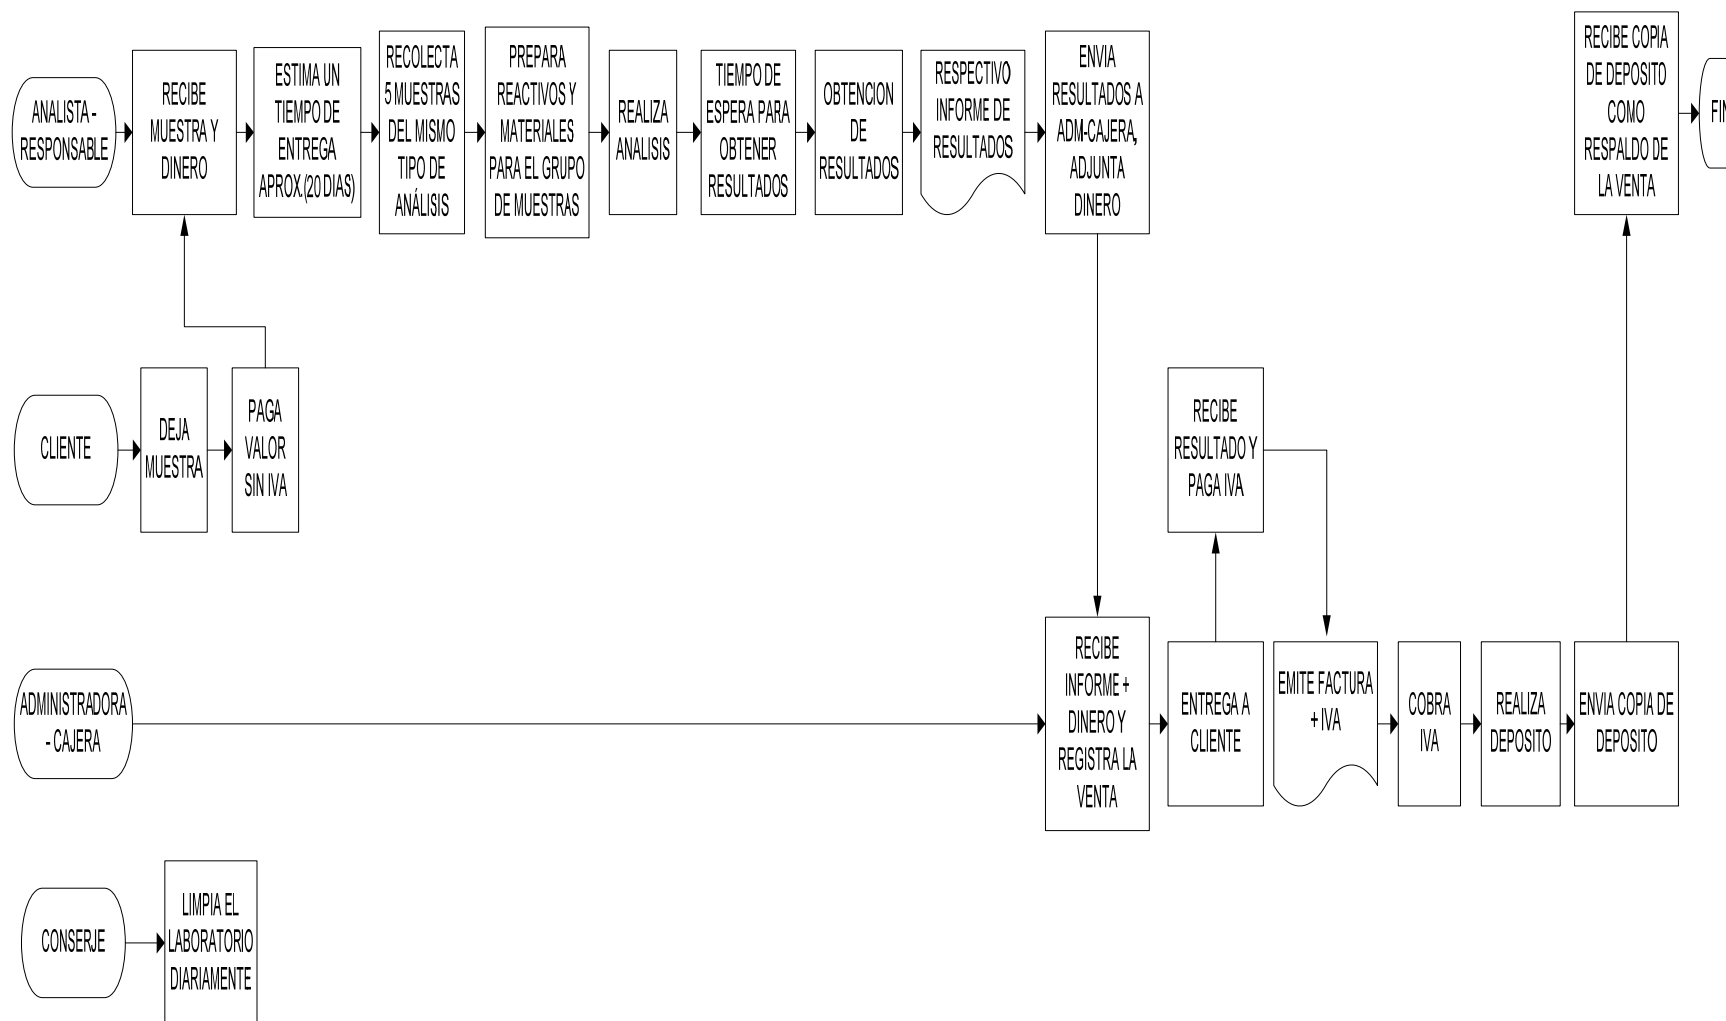 ANALISTA -
RESPONSABLE
RECIBE
MUESTRA Y
DINERO
ESTIMA UN
TIEMPO DE
ENTREGA
APROX.(20 DIAS)
RECOLECTA
5 MUESTRAS
DEL MISMO
TIPO DE
ANÁLISIS
PREPARA
REACTIVOS Y
MATERIALES
PARA EL GRUPO
DE MUESTRAS
REALIZA
ANALISIS
TIEMPO DE
ESPERA PARA
OBTENER
RESULTADOS
OBTENCION
DE
RESULTADOS
RESPECTIVO
INFORME DE
RESULTADOS
ENVIA
RESULTADOS A
ADM-CAJERA,
ADJUNTA
DINERO
RECIBE COPIA
DE DEPOSITO
COMO
RESPALDO DE
LA VENTA
FIN
CLIENTE
DEJA
MUESTRA
PAGA
VALOR
SIN IVA
RECIBE
RESULTADO Y
PAGA IVA
ADMINISTRADORA
- CAJERA
RECIBE
INFORME +
DINERO Y
REGISTRA LA
VENTA
ENTREGA A
CLIENTE
EMITE FACTURA
+ IVA
COBRA
IVA
REALIZA
DEPOSITO
ENVIA COPIA DE
DEPOSITO
CONSERJE
LIMPIA EL
LABORATORIO
DIARIAMENTE